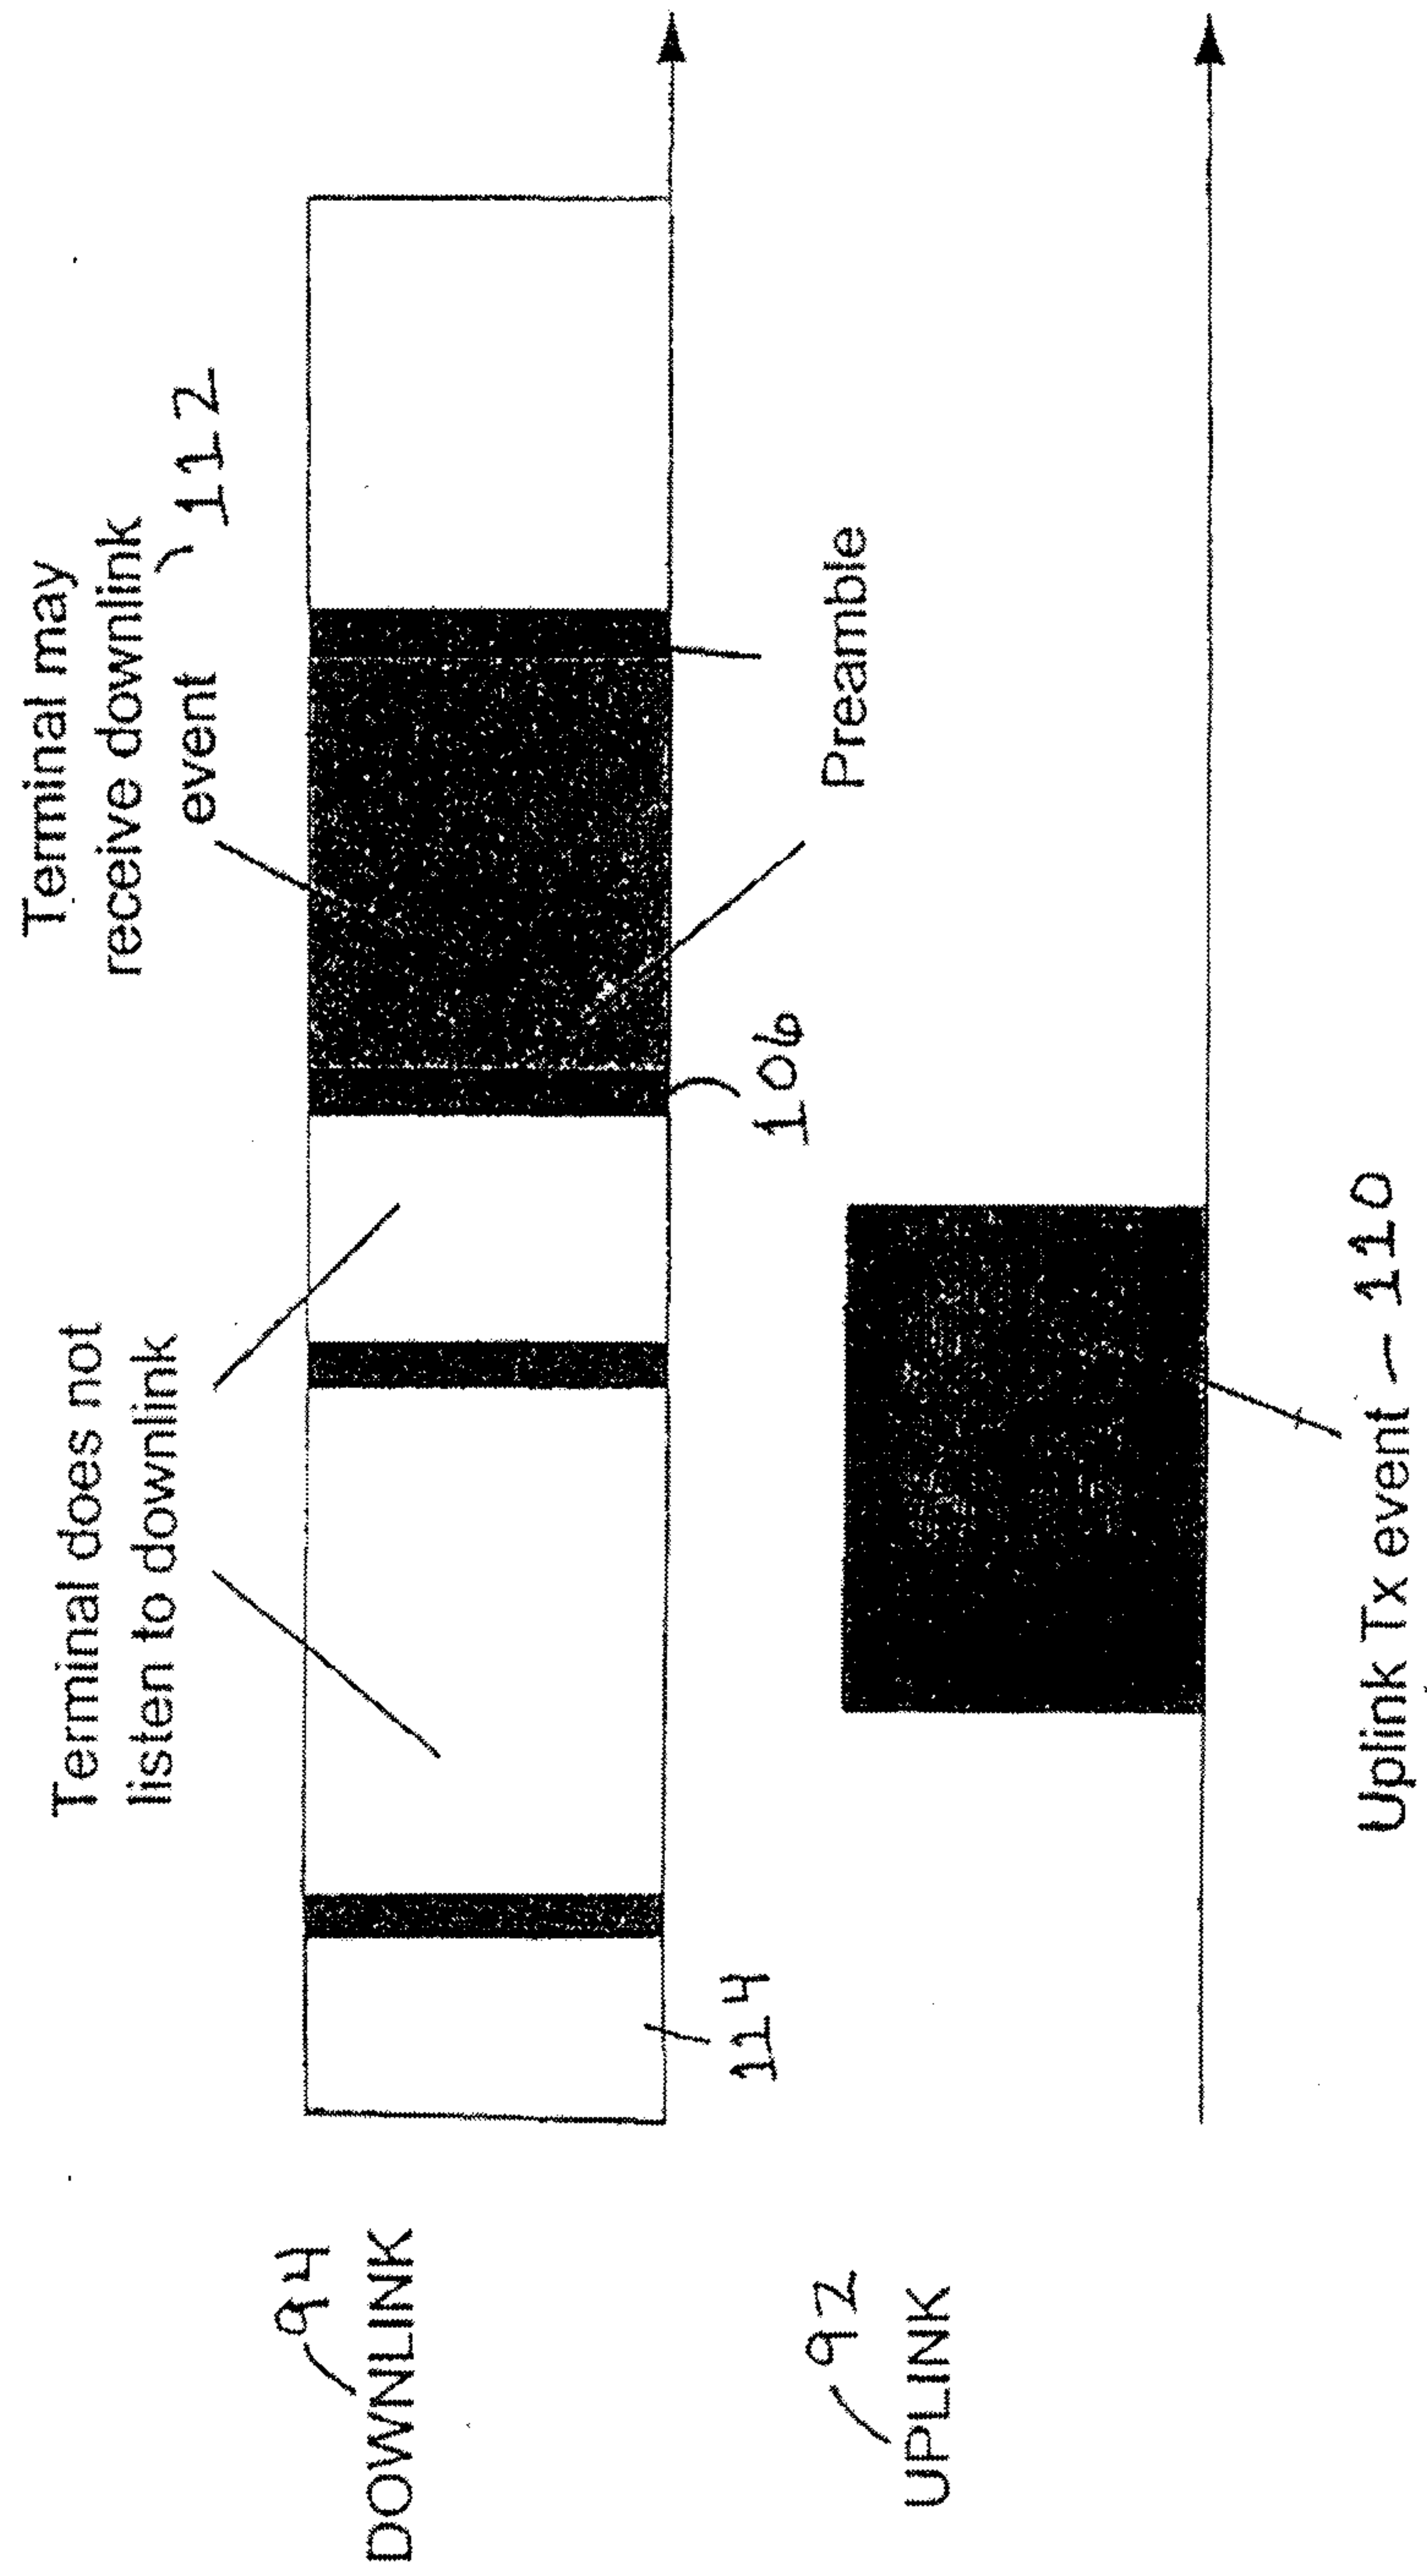 Terminal does not
listen to downlink
Terminal may
receive downlink
event
112
94
DOWNLINK
114
106
Preamble
92
UPLINK
Uplink Tx event — 110